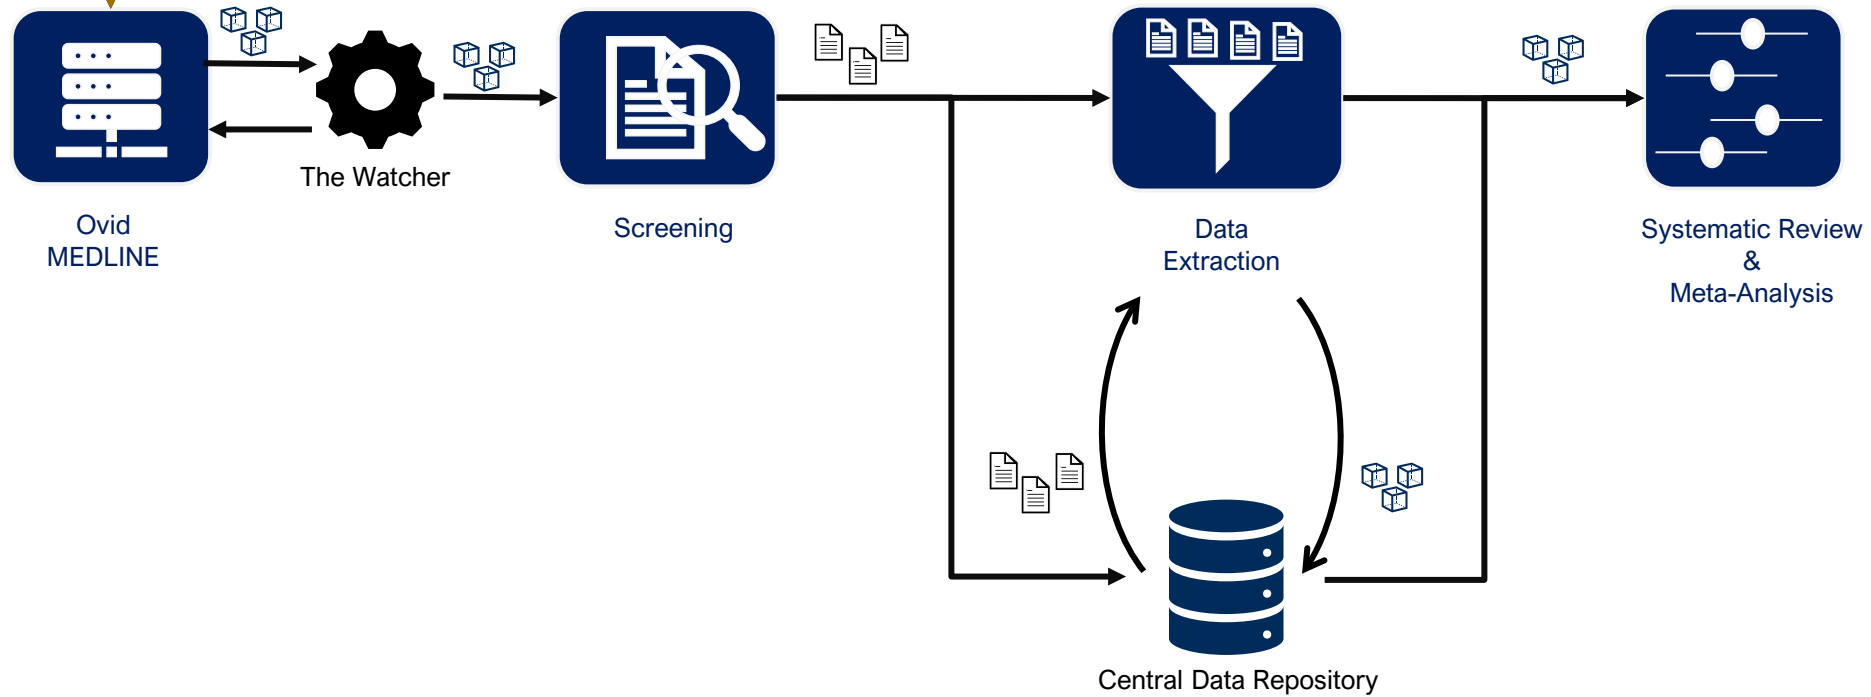 The Watcher
Ovid
MEDLINE
Screening
Data
Extraction
Systematic Review
&
Meta-Analysis
Central Data Repository